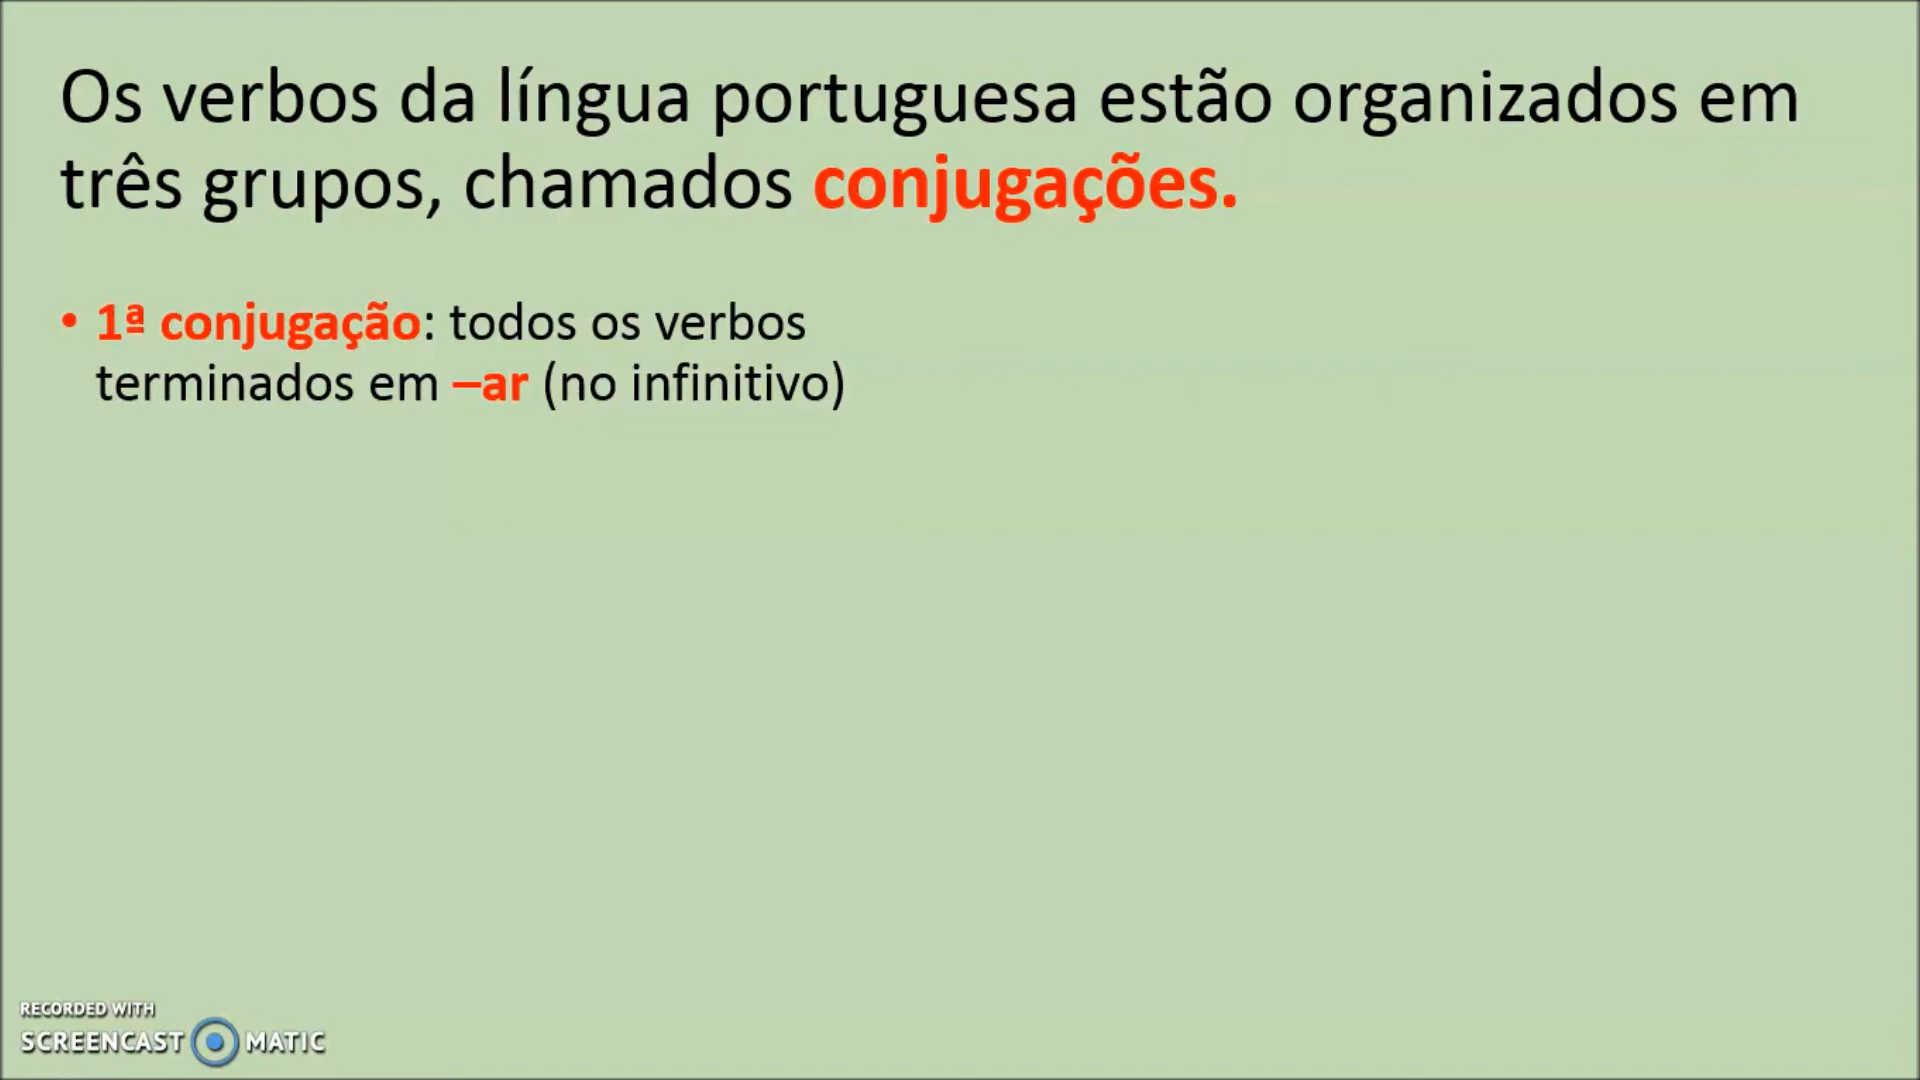 Os verbos da língua portuguesa estão organizados em
três grupos, chamados conjugações.
• 1ª conjugação: todos os verbos
terminados em –ar (no infinitivo)
RECORDED WITH
SCREENCAST MATIC